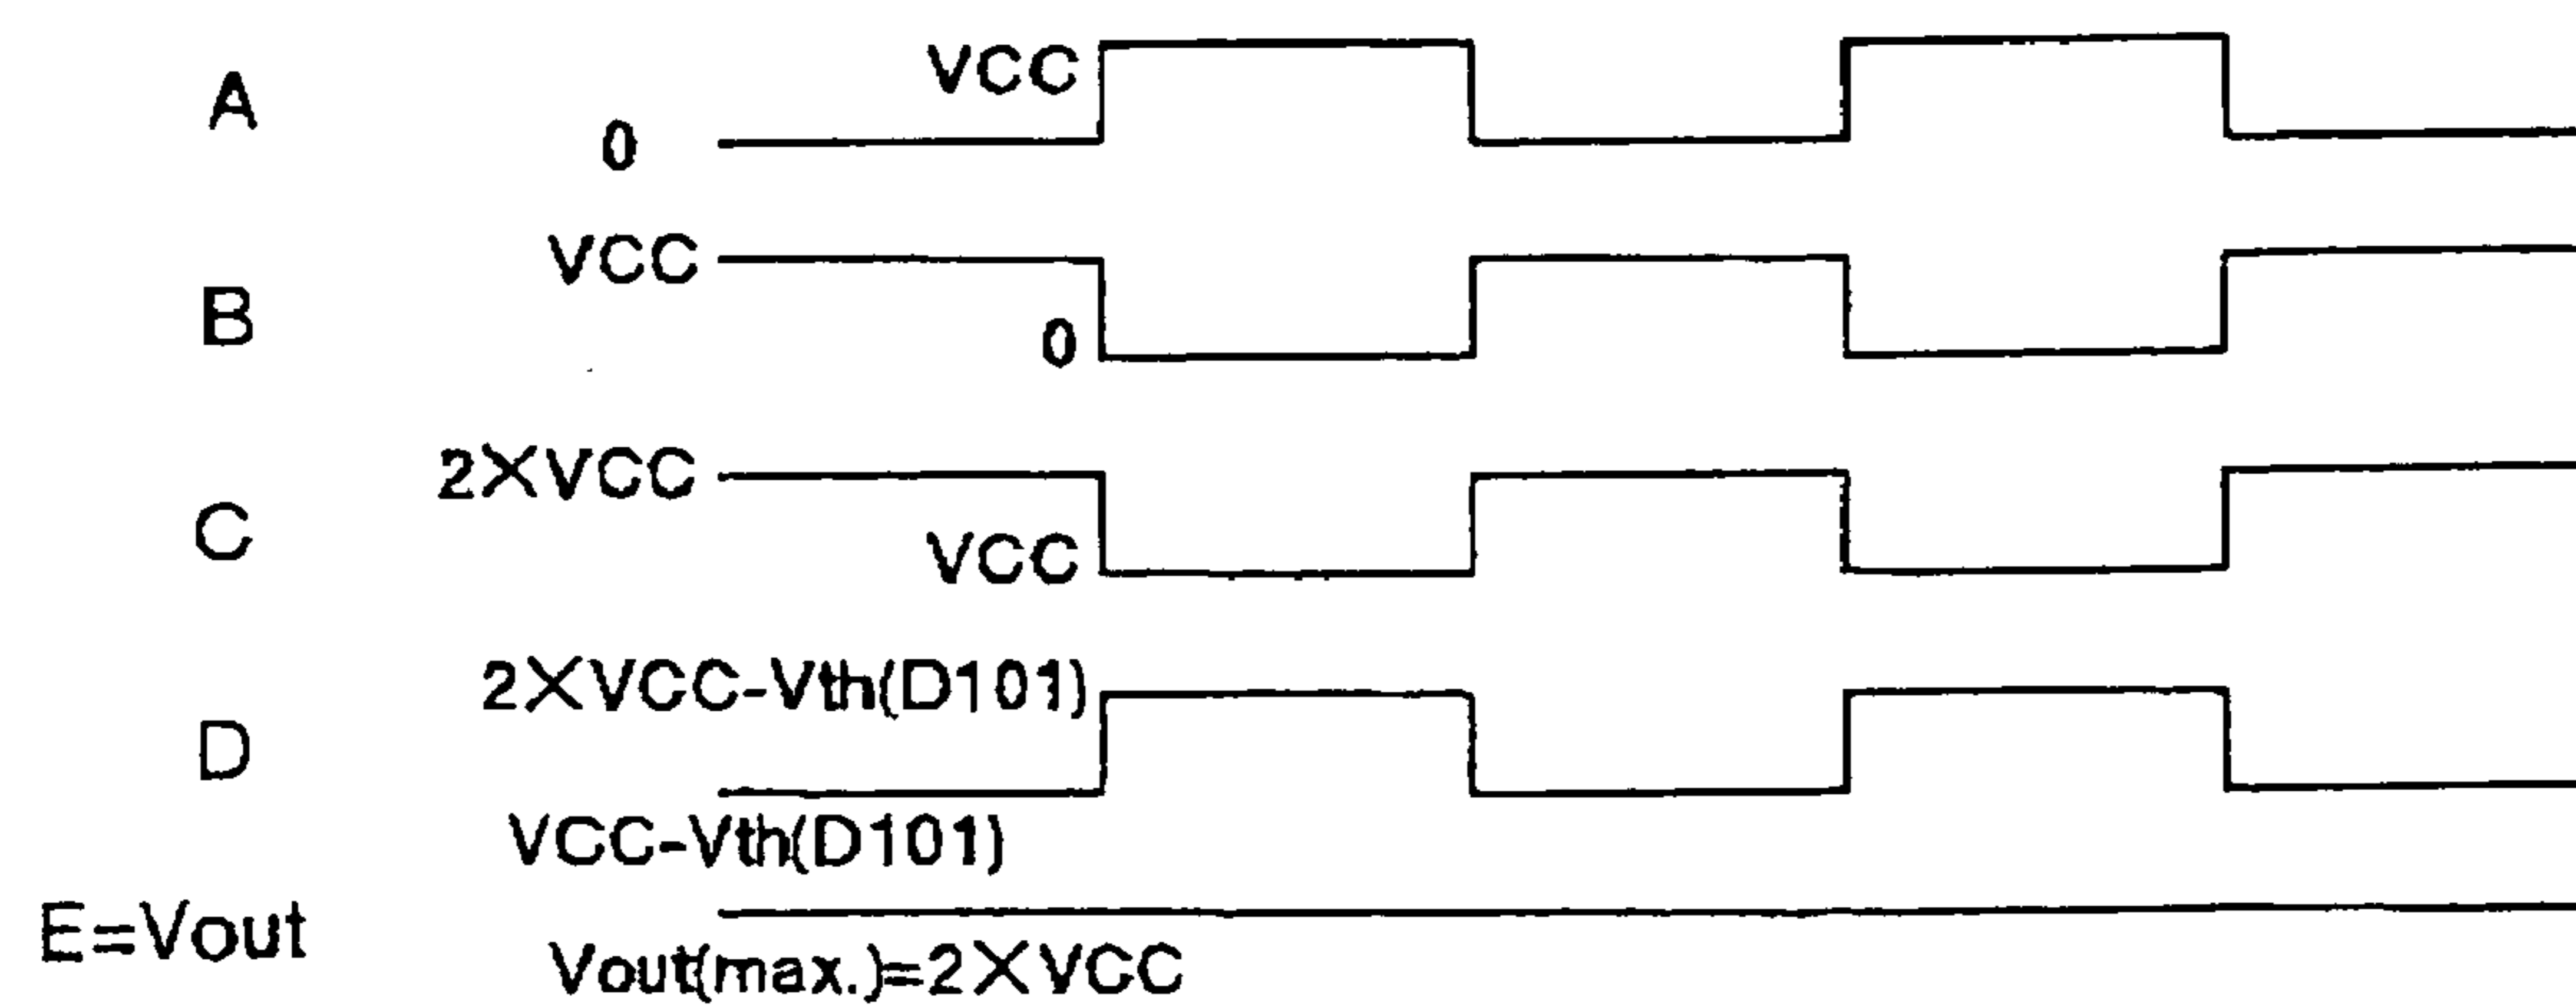 A
VCC
0
B
VCC
0
C
2×VCC
VCC
D
2×VCC-Vth(D101)
VCC-Vth(D101)
E=Vout
Vout(max.)=2×VCC